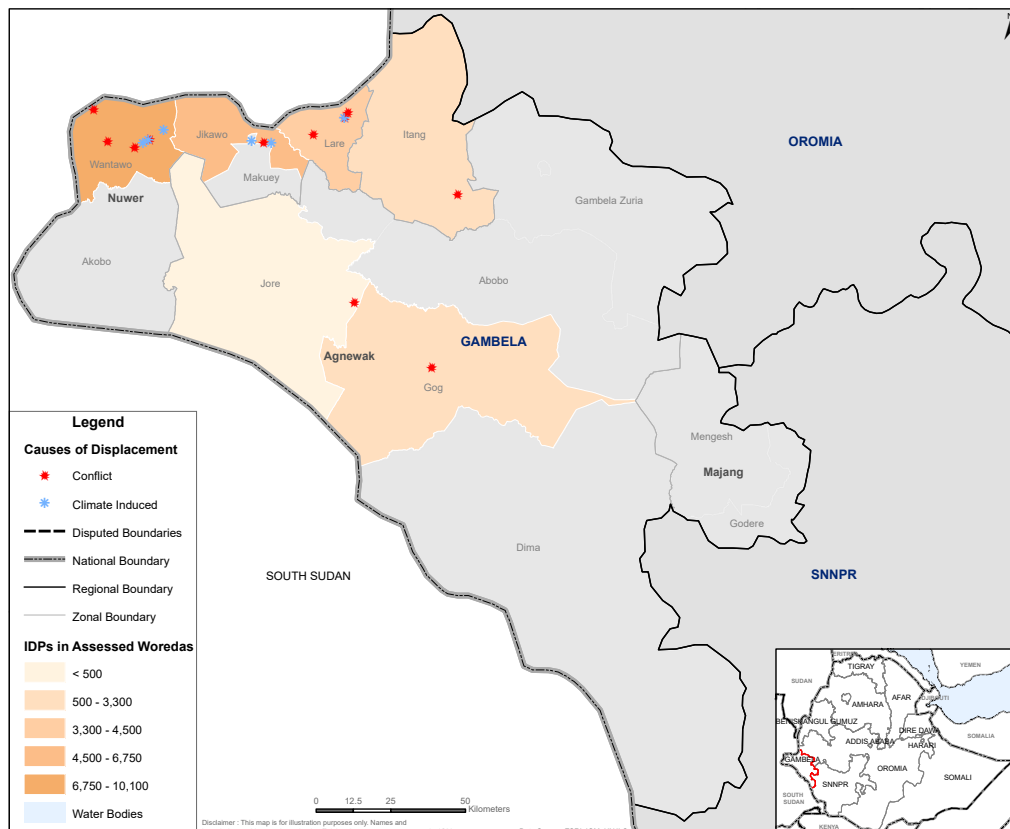 N
OROMIA
Itang
Jikawo
Lare
Wantawo
Makuey
Nuwer
Gambela Zuria
Akobo
Jore
Abobo
GAMBELA
Agnewak
Gog
Mengesh
Majang
Godere
Dima
SOUTH SUDAN
SNNPR
Legend
Causes of Displacement
Conflict
Climate Induced
Disputed Boundaries
National Boundary
Regional Boundary
Zonal Boundary
IDPs in Assessed Woredas
< 500
500 - 3,300
3,300 - 4,500
4,500 - 6,750
6,750 - 10,100
Water Bodies
0 12.5 25 50
Kilometers
Disclaimer : This map is for illustration purposes only. Names and
ERITREA
YEMEN
SUDAN
TIGRAY
AFAR
DJIBOUTI
AMHARA
BENISHANGUL GUMUZ
DIRE DAWA
SOMALIA
ADDIS ABABA
HARARI
GAMBELA
OROMIA
SOMALI
SNNPR
SOUTH
SUDAN
KENYA